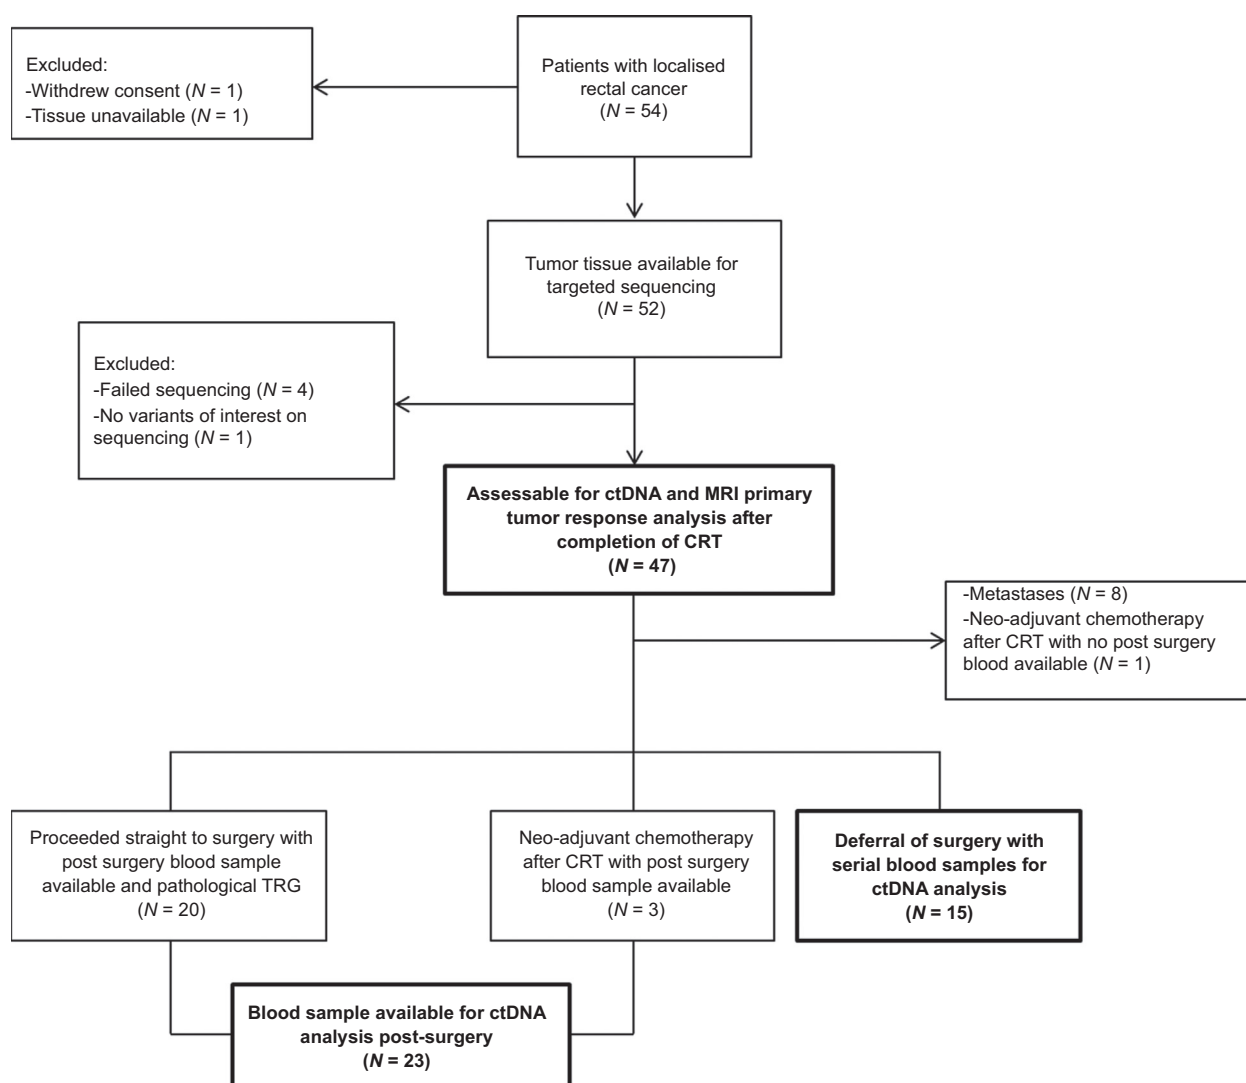 Excluded:
-Withdrew consent (N = 1)
-Tissue unavailable (N = 1)
Patients with localised
rectal cancer
(N = 54)
Tumor tissue available for
targeted sequencing
(N = 52)
Excluded:
-Failed sequencing (N = 4)
-No variants of interest on
sequencing (N = 1)
Assessable for ctDNA and MRI primary
tumor response analysis after
completion of CRT
(N = 47)
-Metastases (N = 8)
-Neo-adjuvant chemotherapy
after CRT with no post surgery
blood available (N = 1)
Proceeded straight to surgery with
post surgery blood sample
available and pathological TRG
(N = 20)
Neo-adjuvant chemotherapy
after CRT with post surgery
blood sample available
(N = 3)
Deferral of surgery with
serial blood samples for
ctDNA analysis
(N = 15)
Blood sample available for ctDNA
analysis post-surgery
(N = 23)